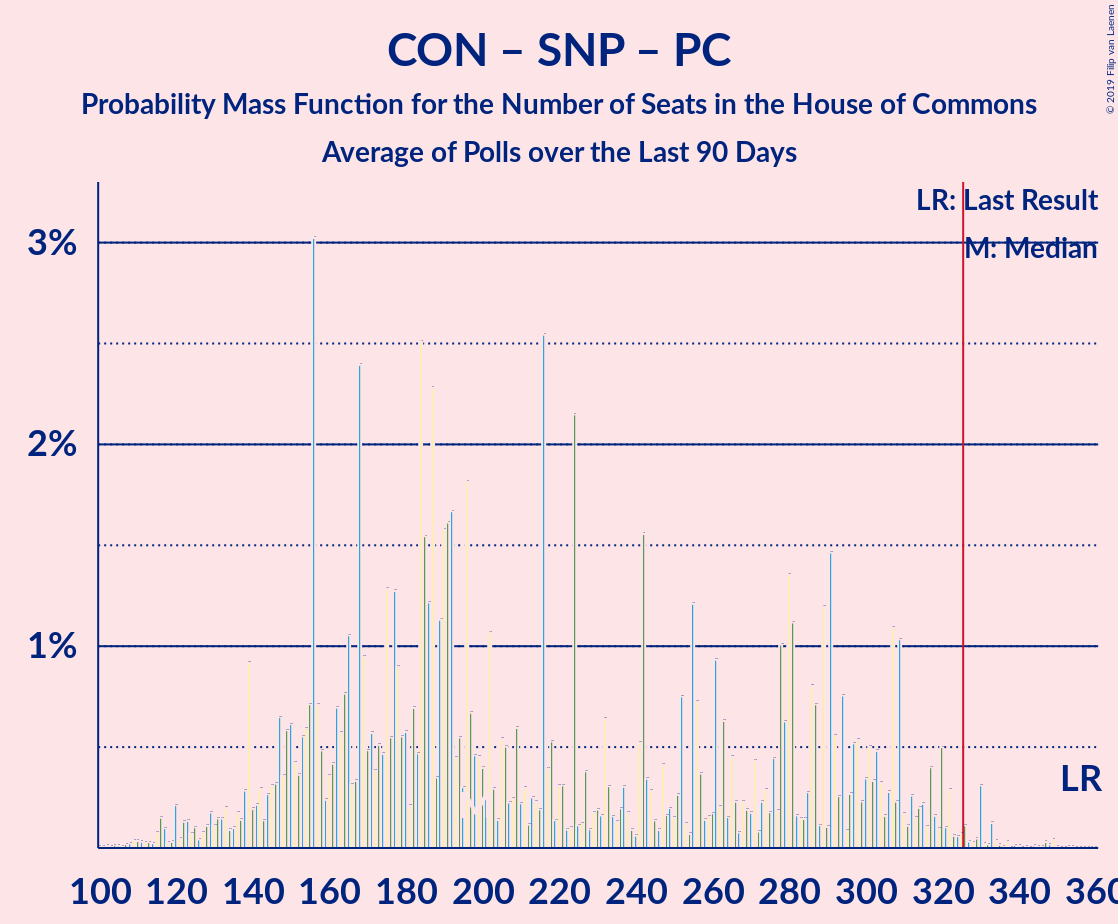 CON – SNP – PC
Probability Mass Function for the Number of Seats in the House of Commons
Average of Polls over the Last 90 Days
© 2019 Filip van Laenen
LR: Last Result
M: Median
3%
2%
1%
LR
100 120 140 160 180 200 220 240 260 280 300 320 340 360